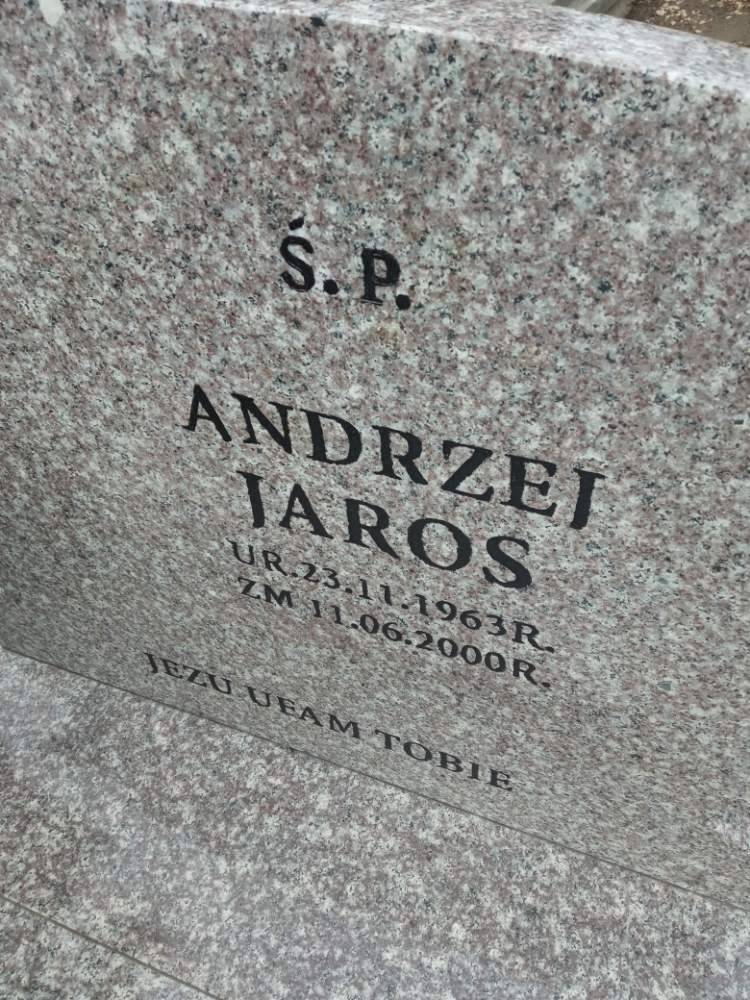 Ś. P.
ANDRZEJ
JAROS
UR.23.11.1963R.
ZM 11.06.2000R.
JEZU UFAM TOBIE